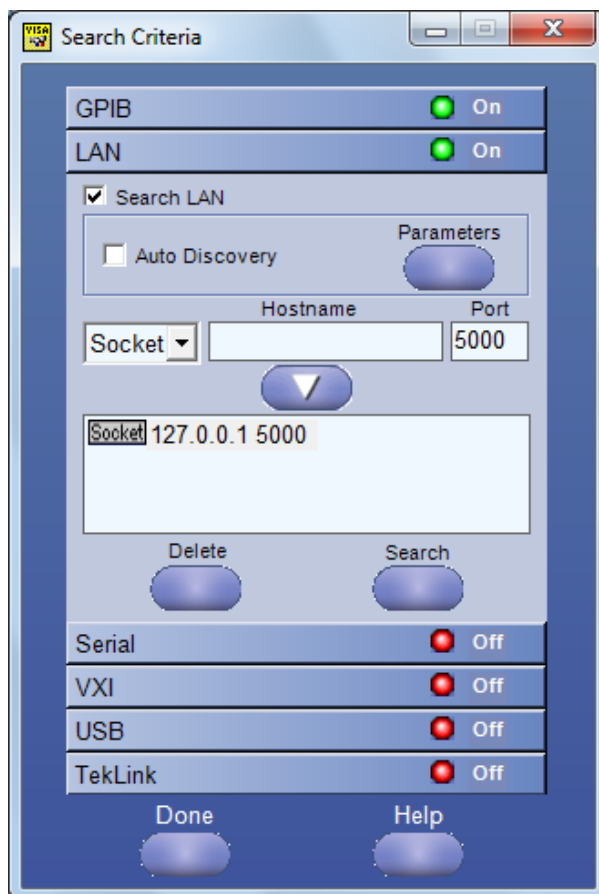 VISA
Search Criteria
GPIB On
LAN On
Search LAN
Auto Discovery
Parameters
Hostname Port
Socket 5000
Socket 127.0.0.1 5000
Delete Search
Serial Off
VXI Off
USB Off
TekLink Off
Done Help